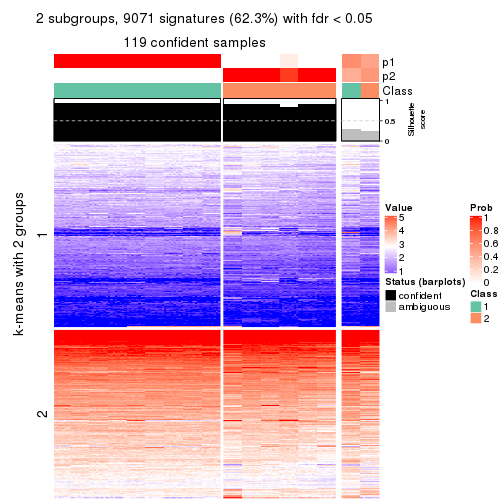 2 subgroups, 9071 signatures (62.3%) with fdr < 0.05
119 confident samples
p1
p2
Class
1
0.5
0
Silhouette
score
k-means with 2 groups
1
2
Value
5
4
3
2
1
Prob
1
0.8
0.6
0.4
0.2
0
Status (barplots)
confident
ambiguous
Class
1
2